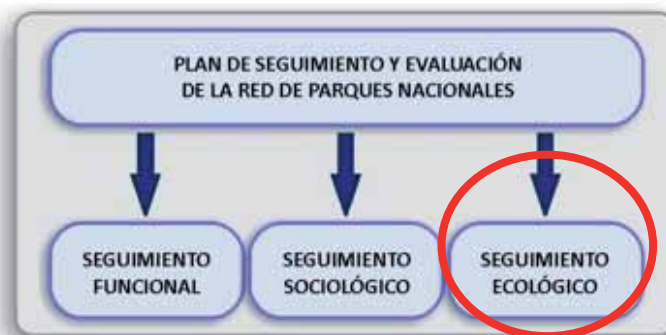 PLAN DE SEGUIMIENTO Y EVALUACIÓN
DE LA RED DE PARQUES NACIONALES
SEGUIMIENTO
FUNCIONAL
SEGUIMIENTO
SOCIOLÓGICO
SEGUIMIENTO
ECOLÓGICO